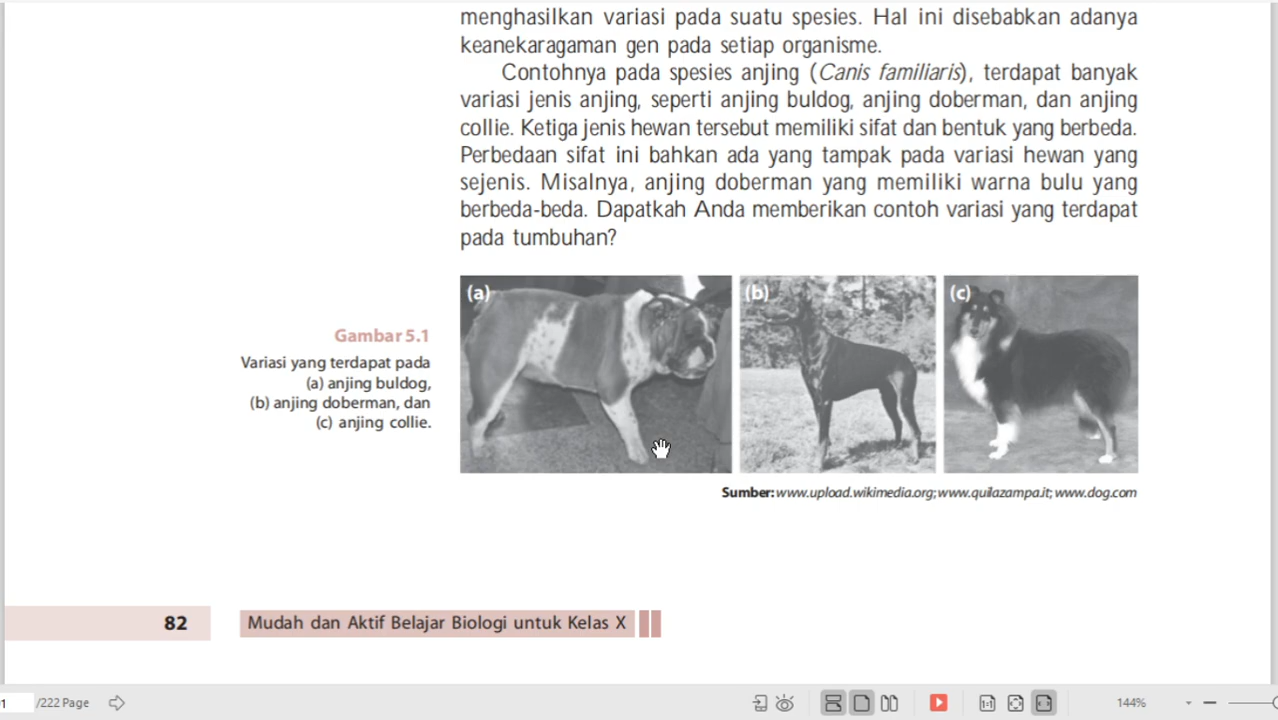 menghasilkan variasi pada suatu spesies. Hal ini disebabkan adanya
keanekaragaman gen pada setiap organisme.
Contohnya pada spesies anjing (Canis familiaris), terdapat banyak
variasi jenis anjing, seperti anjing buldog, anjing doberman, dan anjing
collie. Ketiga jenis hewan tersebut memiliki sifat dan bentuk yang berbeda.
Perbedaan sifat ini bahkan ada yang tampak pada variasi hewan yang
sejenis. Misalnya, anjing doberman yang memiliki warna bulu yang
berbeda-beda. Dapatkah Anda memberikan contoh variasi yang terdapat
pada tumbuhan?
(a)
(b)
(c)
Gambar 5.1
Variasi yang terdapat pada
(a) anjing buldog,
(b) anjing doberman, dan
(c) anjing collie.
Sumber: www.upload.wikimedia.org; www.quilazampa.it; www.dog.com
82
Mudah dan Aktif Belajar Biologi untuk Kelas X
/222 Page
1:1
144%